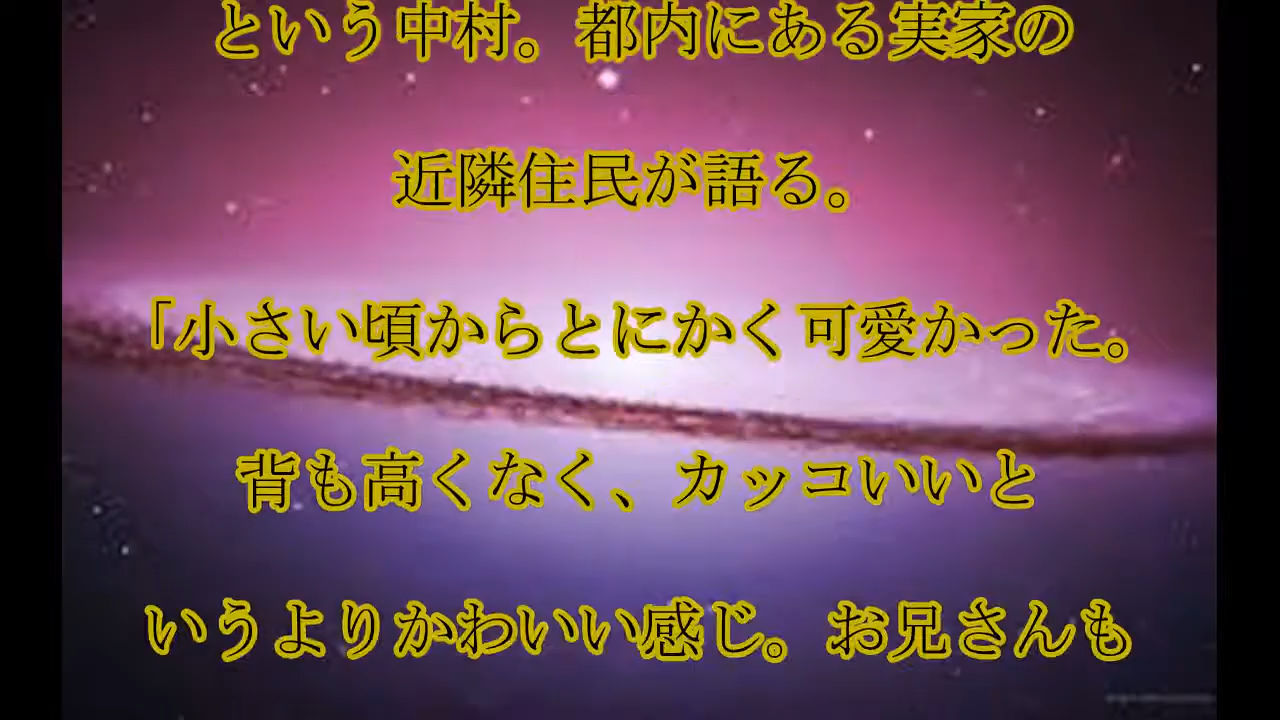 という中村。都内にある実家の
近隣住民が語る。
「小さい頃からとにかく可愛かった。
背も高くなく、カッコいいと
いうよりかわいい感じ。お兄さんも